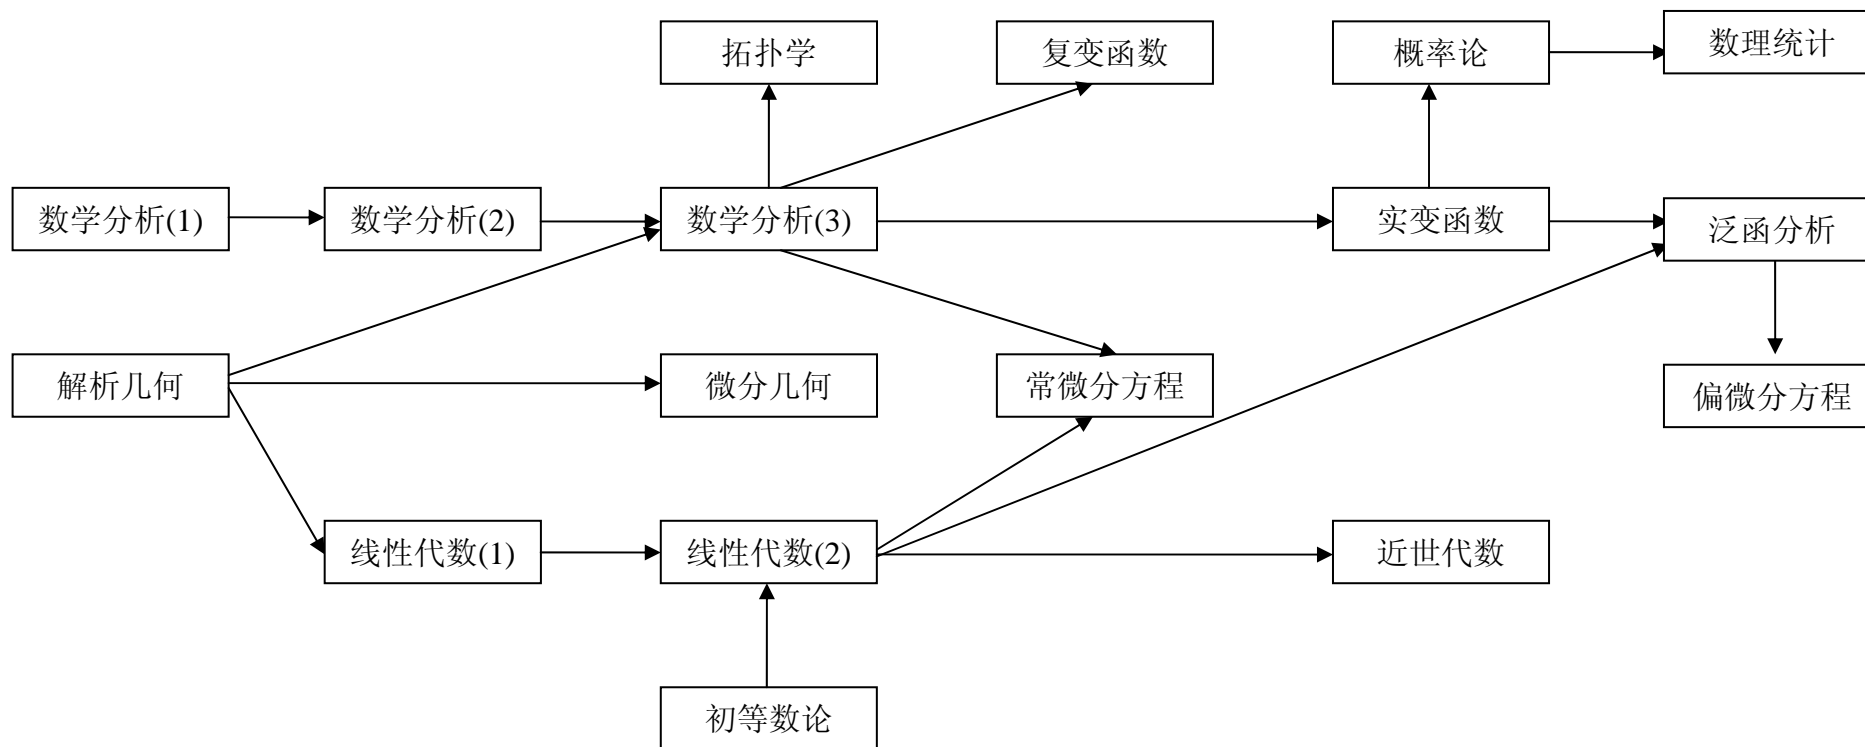 拓扑学
复变函数
概率论
数理统计
数学分析(1)
数学分析(2)
数学分析(3)
实变函数
泛函分析
解析几何
微分几何
常微分方程
偏微分方程
线性代数(1)
线性代数(2)
近世代数
初等数论